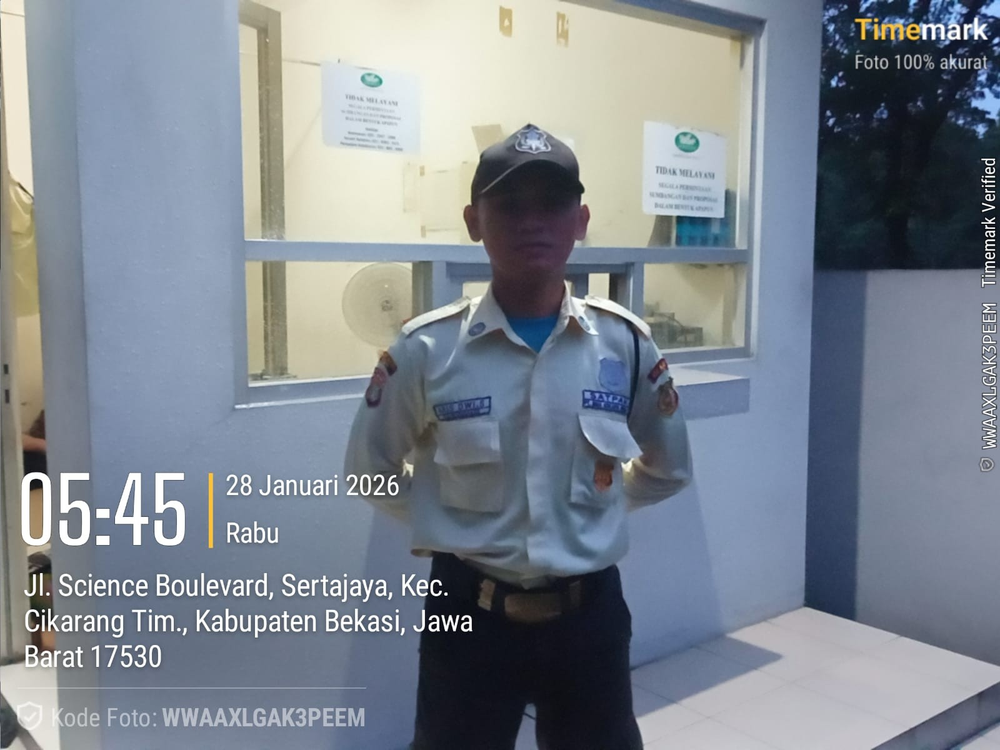 Timemark
Foto 100% akurat
TIDAK MELAYANI
SEGALA PERMINTAAN
SUMBANGAN DAN PROPOSAL
DALAM BENTUK APAPUN
TIDAK MELAYANI
SEGALA PERMINTAAN
SUMBANGAN DAN PROPOSAL
DALAM BENTUK APAPUN
DWI.
SATPAM
05:45
28 Januari 2026
Rabu
Jl. Science Boulevard, Sertajaya, Kec.
Cikarang Tim., Kabupaten Bekasi, Jawa
Barat 17530
Kode Foto: WWAAXLGAK3PEEM
WWAAXLGAK3PEEM Timemark Verified